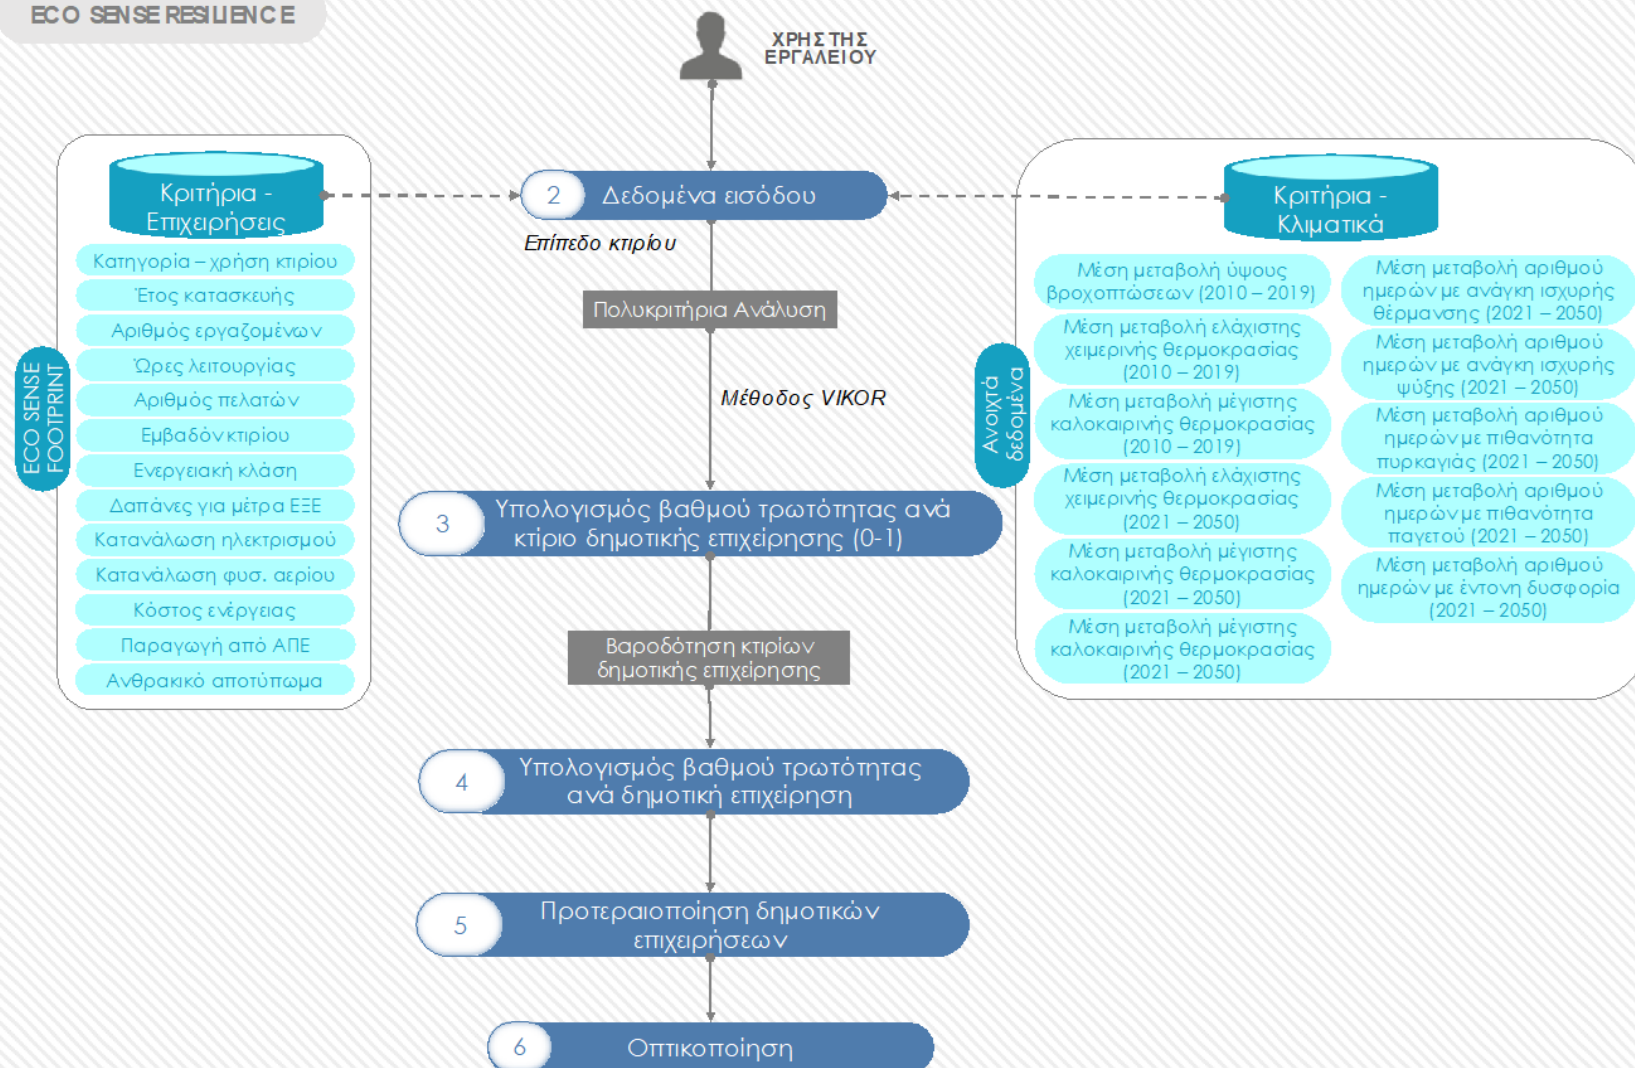 ECO SENSE RESILIENCE
ΧΡΗΣΤΗΣ
ΕΡΓΑΛΕΙΟΥ
Κριτήρια -
Επιχειρήσεις
2
Δεδομένα εισόδου
Κριτήρια -
Κλιματικά
Επίπεδο κτιρίου
ECO SENSE
FOOTPRINT
Κατηγορία – χρήση κτιρίου
Έτος κατασκευής
Αριθμός εργαζομένων
Ώρες λειτουργίας
Αριθμός πελατών
Εμβαδόν κτιρίου
Ενεργειακή κλάση
Δαπάνες για μέτρα ΕΞΕ
Κατανάλωση ηλεκτρισμού
Κατανάλωση φυσ. αερίου
Κόστος ενέργειας
Παραγωγή από ΑΠΕ
Ανθρακικό αποτύπωμα
Πολυκριτήρια Ανάλυση
Μέθοδος VIKOR
3
Υπολογισμός βαθμού τρωτότητας ανά
κτίριο δημοτικής επιχείρησης (0-1)
Βαροδότηση κτιρίων
δημοτικής επιχείρησης
4
Υπολογισμός βαθμού τρωτότητας
ανά δημοτική επιχείρηση
5
Προτεραιοποίηση δημοτικών
επιχειρήσεων
6
Οπτικοποίηση
Ανοιχτά
δεδομένα
Μέση μεταβολή ύψους
βροχοπτώσεων (2010 – 2019)
Μέση μεταβολή ελάχιστης
χειμερινής θερμοκρασίας
(2010 – 2019)
Μέση μεταβολή μέγιστης
καλοκαιρινής θερμοκρασίας
(2010 – 2019)
Μέση μεταβολή ελάχιστης
χειμερινής θερμοκρασίας
(2021 – 2050)
Μέση μεταβολή μέγιστης
καλοκαιρινής θερμοκρασίας
(2021 – 2050)
Μέση μεταβολή μέγιστης
καλοκαιρινής θερμοκρασίας
(2021 – 2050)
Μέση μεταβολή αριθμού
ημερών με ανάγκη ισχυρής
θέρμανσης (2021 – 2050)
Μέση μεταβολή αριθμού
ημερών με ανάγκη ισχυρής
ψύξης (2021 – 2050)
Μέση μεταβολή αριθμού
ημερών με πιθανότητα
πυρκαγιάς (2021 – 2050)
Μέση μεταβολή αριθμού
ημερών με πιθανότητα
παγετού (2021 – 2050)
Μέση μεταβολή αριθμού
ημερών με έντονη δυσφορία
(2021 – 2050)